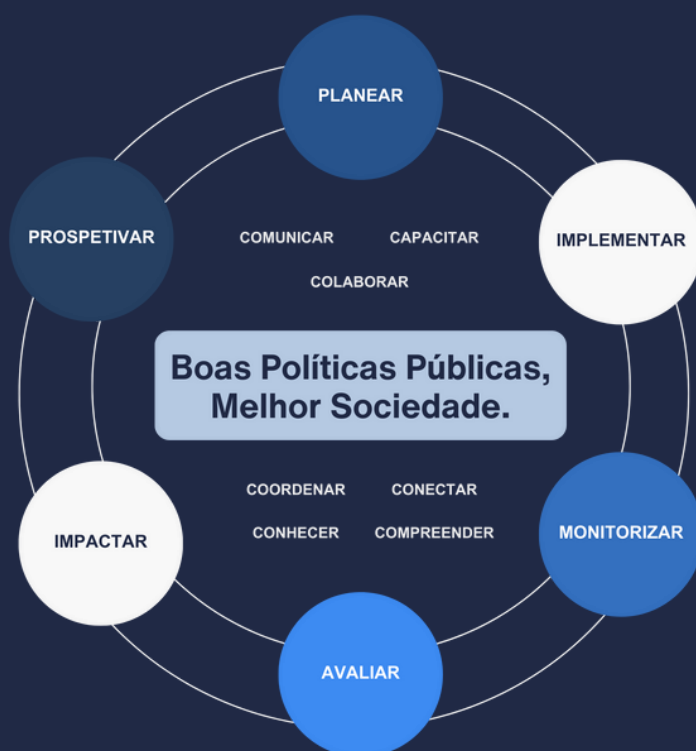 PLANEAR
PROSPETIVAR
IMPLEMENTAR
COMUNICAR CAPACITAR
COLABORAR
Boas Políticas Públicas,
Melhor Sociedade.
COORDENAR CONECTAR
CONHECER COMPREENDER
IMPACTAR
MONITORIZAR
AVALIAR